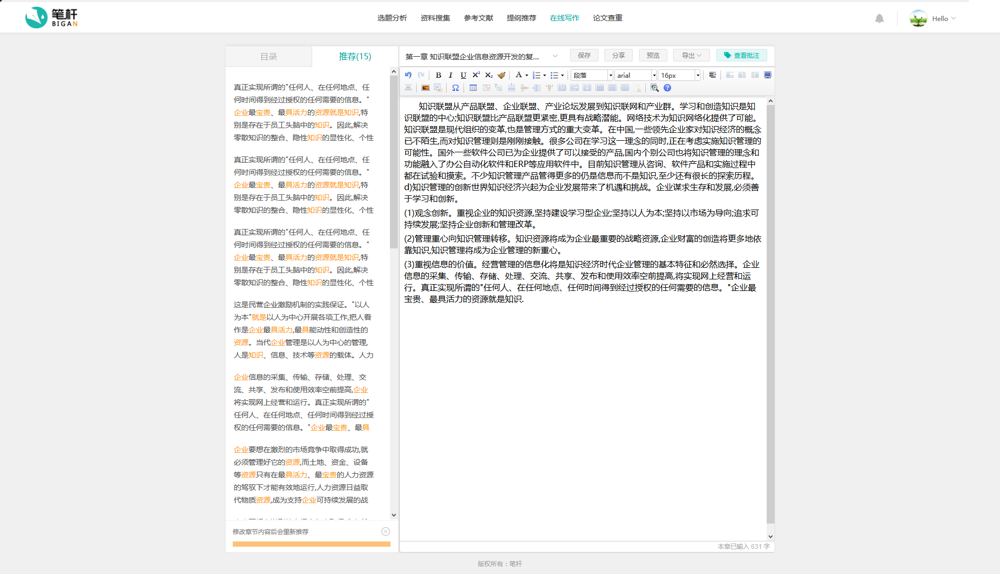 笔杆
BIGAN
选题分析 资料搜集 参考文献 提纲推荐 在线写作 论文查重
Hello
目录
推荐(15)
真正实现所谓的"任何人、在任何地点、任
何时间得到经过授权的任何需要的信息。"
企业最宝贵、最具活力的资源就是知识,特
别是存在于员工头脑中的知识。因此,解决
零散知识的整合、隐性知识的显性化、个性
真正实现所谓的"任何人、在任何地点、任
何时间得到经过授权的任何需要的信息。"
企业最宝贵、最具活力的资源就是知识,特
别是存在于员工头脑中的知识。因此,解决
零散知识的整合、隐性知识的显性化、个性
真正实现所谓的"任何人、在任何地点、任
何时间得到经过授权的任何需要的信息。"
企业最宝贵、最具活力的资源就是知识,特
别是存在于员工头脑中的知识。因此,解决
零散知识的整合、隐性知识的显性化、个性
这是民营企业激励机制的实践保证。"以人
为本"就是以人为中心开展各项工作,把人看
作是企业最具活力,最具能动性和创造性的
资源。当代企业管理是以人为中心的管理,
人是知识、信息、技术等资源的载体。人力
企业信息的采集、传输、存储、处理、交
流、共享、发布和使用效率空前提高,企业
将实现网上经营和运行。真正实现所谓的"
任何人、在任何地点、任何时间得到经过授
权的任何需要的信息。"企业最宝贵、最具
企业要想在激烈的市场竞争中取得成功,就
必须管理好它的资源,而土地、资金、设备
等资源只有在最具活力、最宝贵的人力资源
的驾驭下才能有效地运行,人力资源日益取
代物质资源,成为支持企业可持续发展的战
修改章节内容后会重新推荐
第一章 知识联盟企业信息资源开发的复...
保存 分享 预览 导出 查看批注
B I U X² X₂ A 段落 arial 16px
Ω
知识联盟从产品联盟、企业联盟、产业论坛发展到知识联网和产业群。学习和创造知识是知
识联盟的中心;知识联盟比产品联盟更紧密,更具有战略潜能。网络技术为知识网络化提供了可能。
知识联盟是现代组织的变革,也是管理方式的重大变革。在中国,一些领先企业家对知识经济的概念
已不陌生,而对知识管理则是刚刚接触。很多公司在学习这一理念的同时,正在考虑实施知识管理的
可能性。国外一些软件公司已为企业提供了可以接受的产品,国内个别公司也将知识管理的理念和
功能融入了办公自动化软件和ERP等应用软件中。目前知识管理从咨询、软件产品和实施过程中
都在试验和摸索。不少知识管理产品管得更多的仍是信息而不是知识,至少还有很长的探索历程。
d)知识管理的创新世界知识经济兴起为企业发展带来了机遇和挑战。企业谋求生存和发展,必须善
于学习和创新。
(1)观念创新。重视企业的知识资源,坚持建设学习型企业;坚持以人为本;坚持以市场为导向;追求可
持续发展;坚持企业创新和管理改革。
(2)管理重心向知识管理转移。知识资源将成为企业最重要的战略资源,企业财富的创造将更多地依
靠知识,知识管理将成为企业管理的新重心。
(3)重视信息的价值。经营管理的信息化将是知识经济时代企业管理的基本特征和必然选择。企业
信息的采集、传输、存储、处理、交流、共享、发布和使用效率空前提高,将实现网上经营和运
行。真正实现所谓的"任何人、在任何地点、任何时间得到经过授权的任何需要的信息。"企业最
宝贵、最具活力的资源就是知识.
本章已输入 631 字
版权所有：笔杆